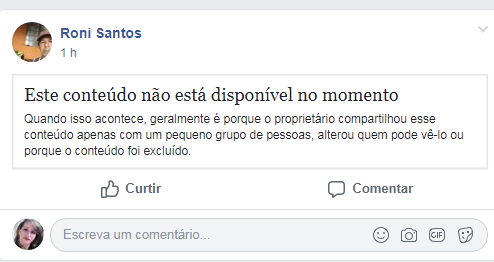 Roni Santos
1 h
Este conteúdo não está disponível no momento
Quando isso acontece, geralmente é porque o proprietário compartilhou esse
conteúdo apenas com um pequeno grupo de pessoas, alterou quem pode vê-lo ou
porque o conteúdo foi excluído.
Curtir Comentar
Escreva um comentário... GIF